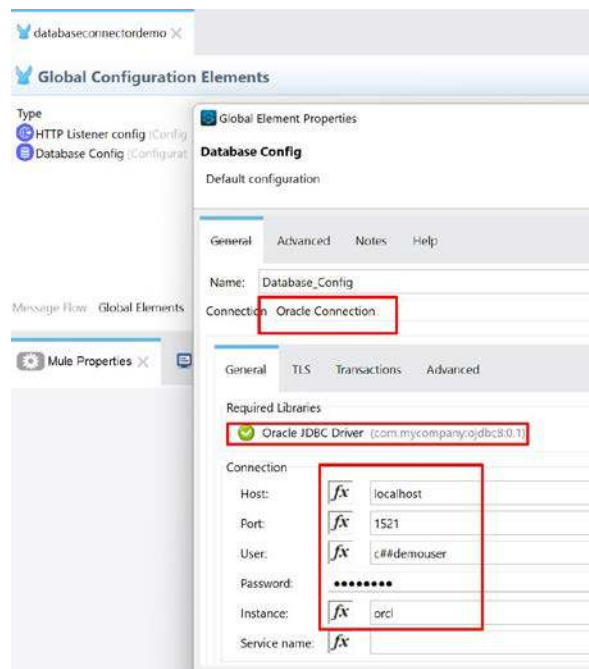 databaseconnectordemo
Global Configuration Elements
Type
HTTP Listener config (Config
Database Config (Configurat
Message Flow Global Elements
Mule Properties
Global Element Properties
Database Config
Default configuration
General Advanced Notes Help
Name: Database_Config
Connection Oracle Connection
General TLS Transactions Advanced
Required Libraries
Oracle JDBC Driver (com.mycompany:ojdbc8:0.1)
Connection
Host: fx localhost
Port: fx 1521
User: fx c##demouser
Password: ••••••••
Instance: fx orcl
Service name: fx